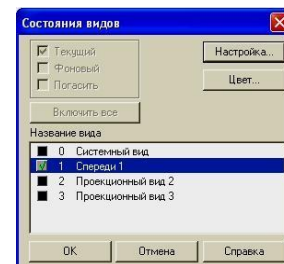 Состояния видов
Текущий
Фоновый
Погасить
Настройка...
Цвет...
Включить все
Название вида
0 Системный вид
1 Спереди 1
2 Проекционный вид 2
3 Проекционный вид 3
OK Отмена Справка